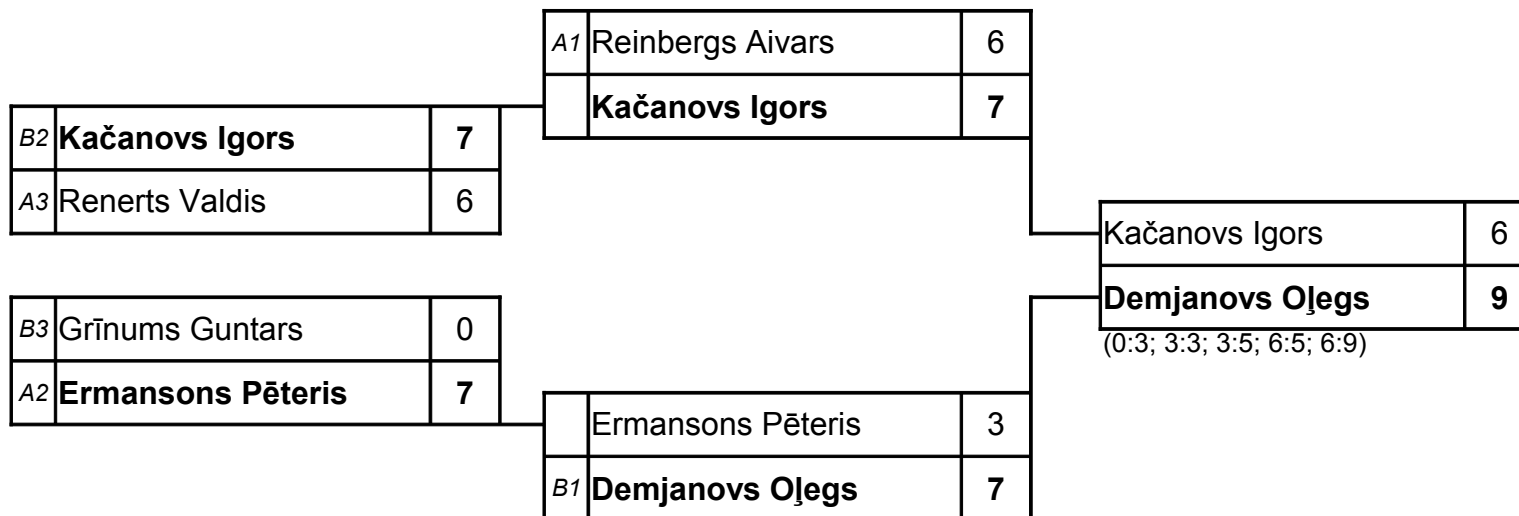 A1 Reinbergs Aivars 6
Kačanovs Igors 7
B2 Kačanovs Igors 7
A3 Renerts Valdis 6
Kačanovs Igors 6
Demjanovs Oļegs 9
(0:3; 3:3; 3:5; 6:5; 6:9)
B3 Grīnums Guntars 0
A2 Ermansons Pēteris 7
Ermansons Pēteris 3
B1 Demjanovs Oļegs 7